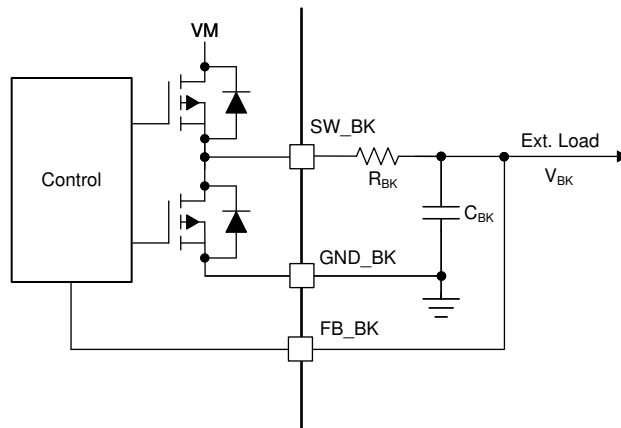 VM
SW_BK
Ext. Load
R_BK
V_BK
Control
C_BK
GND_BK
FB_BK